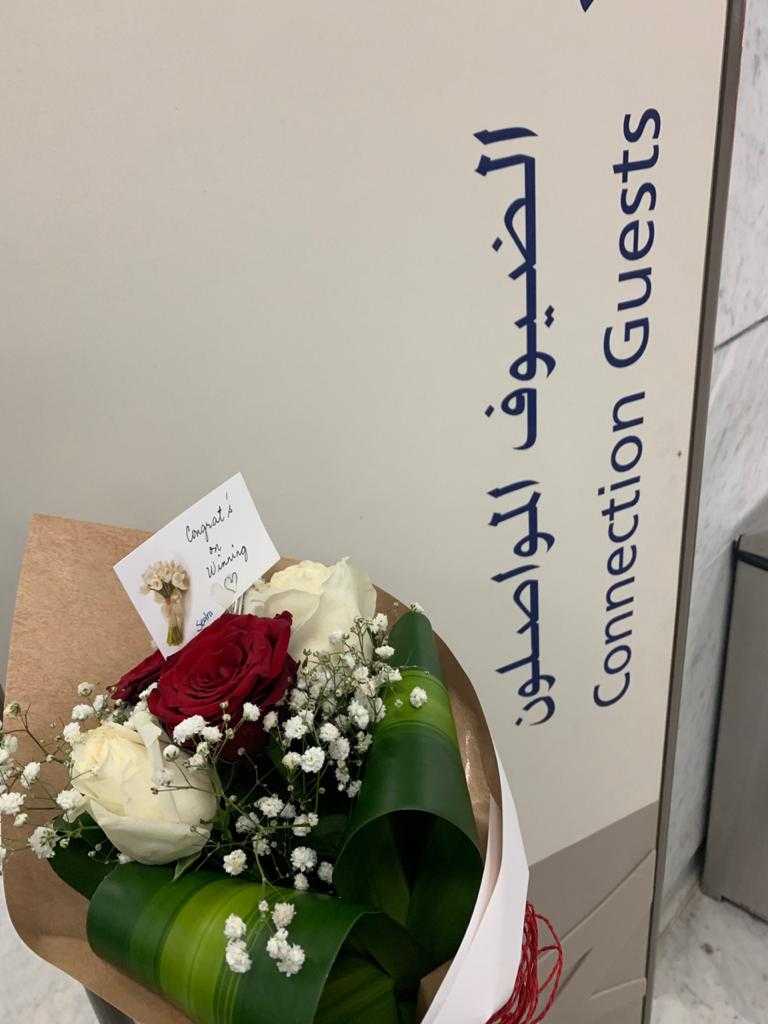 الضيوف المواصلون
Connection Guests
Congrat's
on
Winning